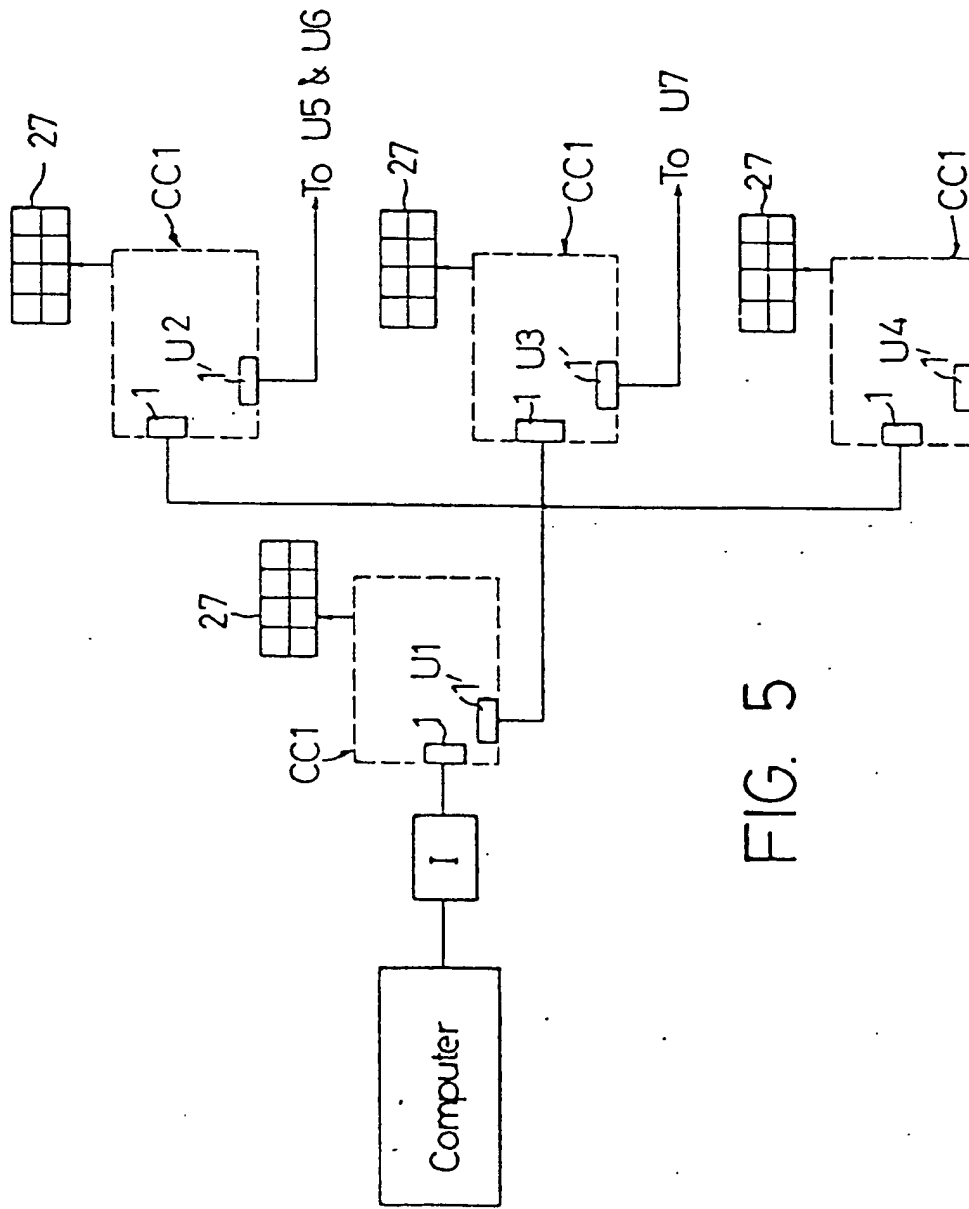 Computer
I
CC1
27
1
U1
1'
27
CC1
1
U2
1'
To U5 & U6
27
CC1
1
U3
1'
To U7
27
CC1
1
U4
1'
FIG. 5